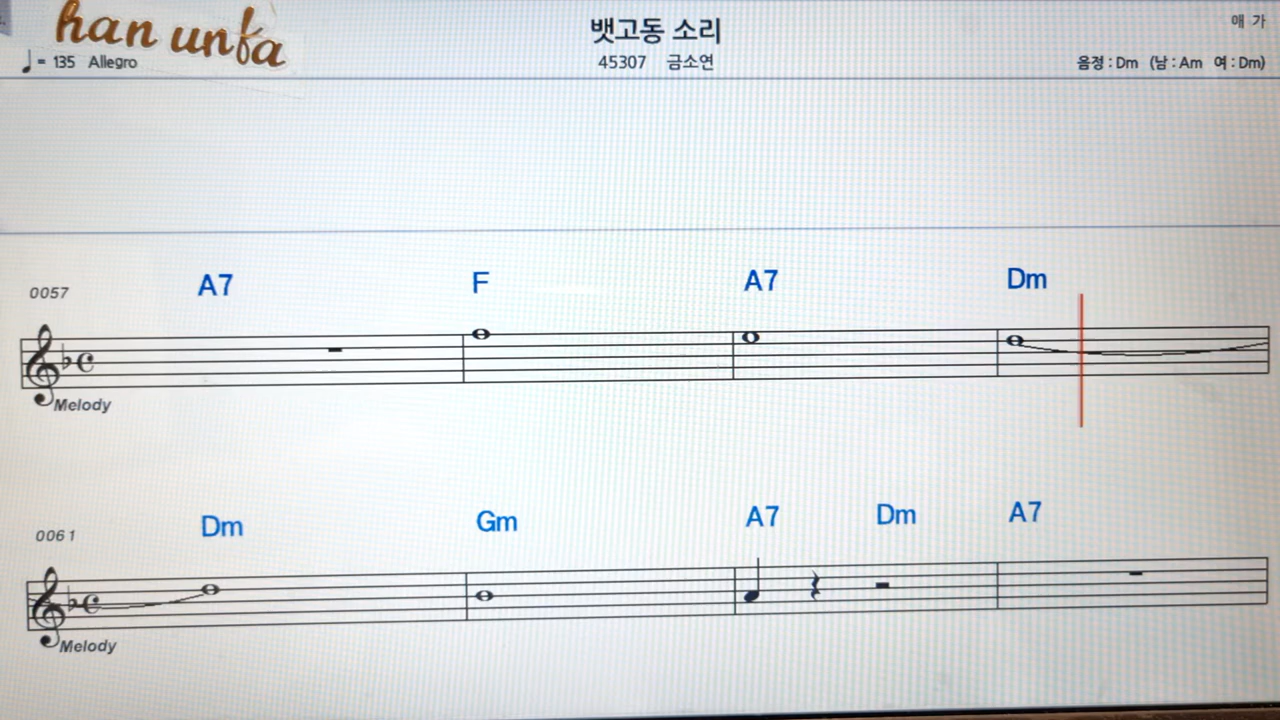 han unfa
뱃고동 소리
애 가
♩= 135 Allegro
45307 금소연
음정 : Dm (남 : Am 여 : Dm)
A7 F A7 Dm
0057
Melody
Dm Gm A7 Dm A7
0061
Melody